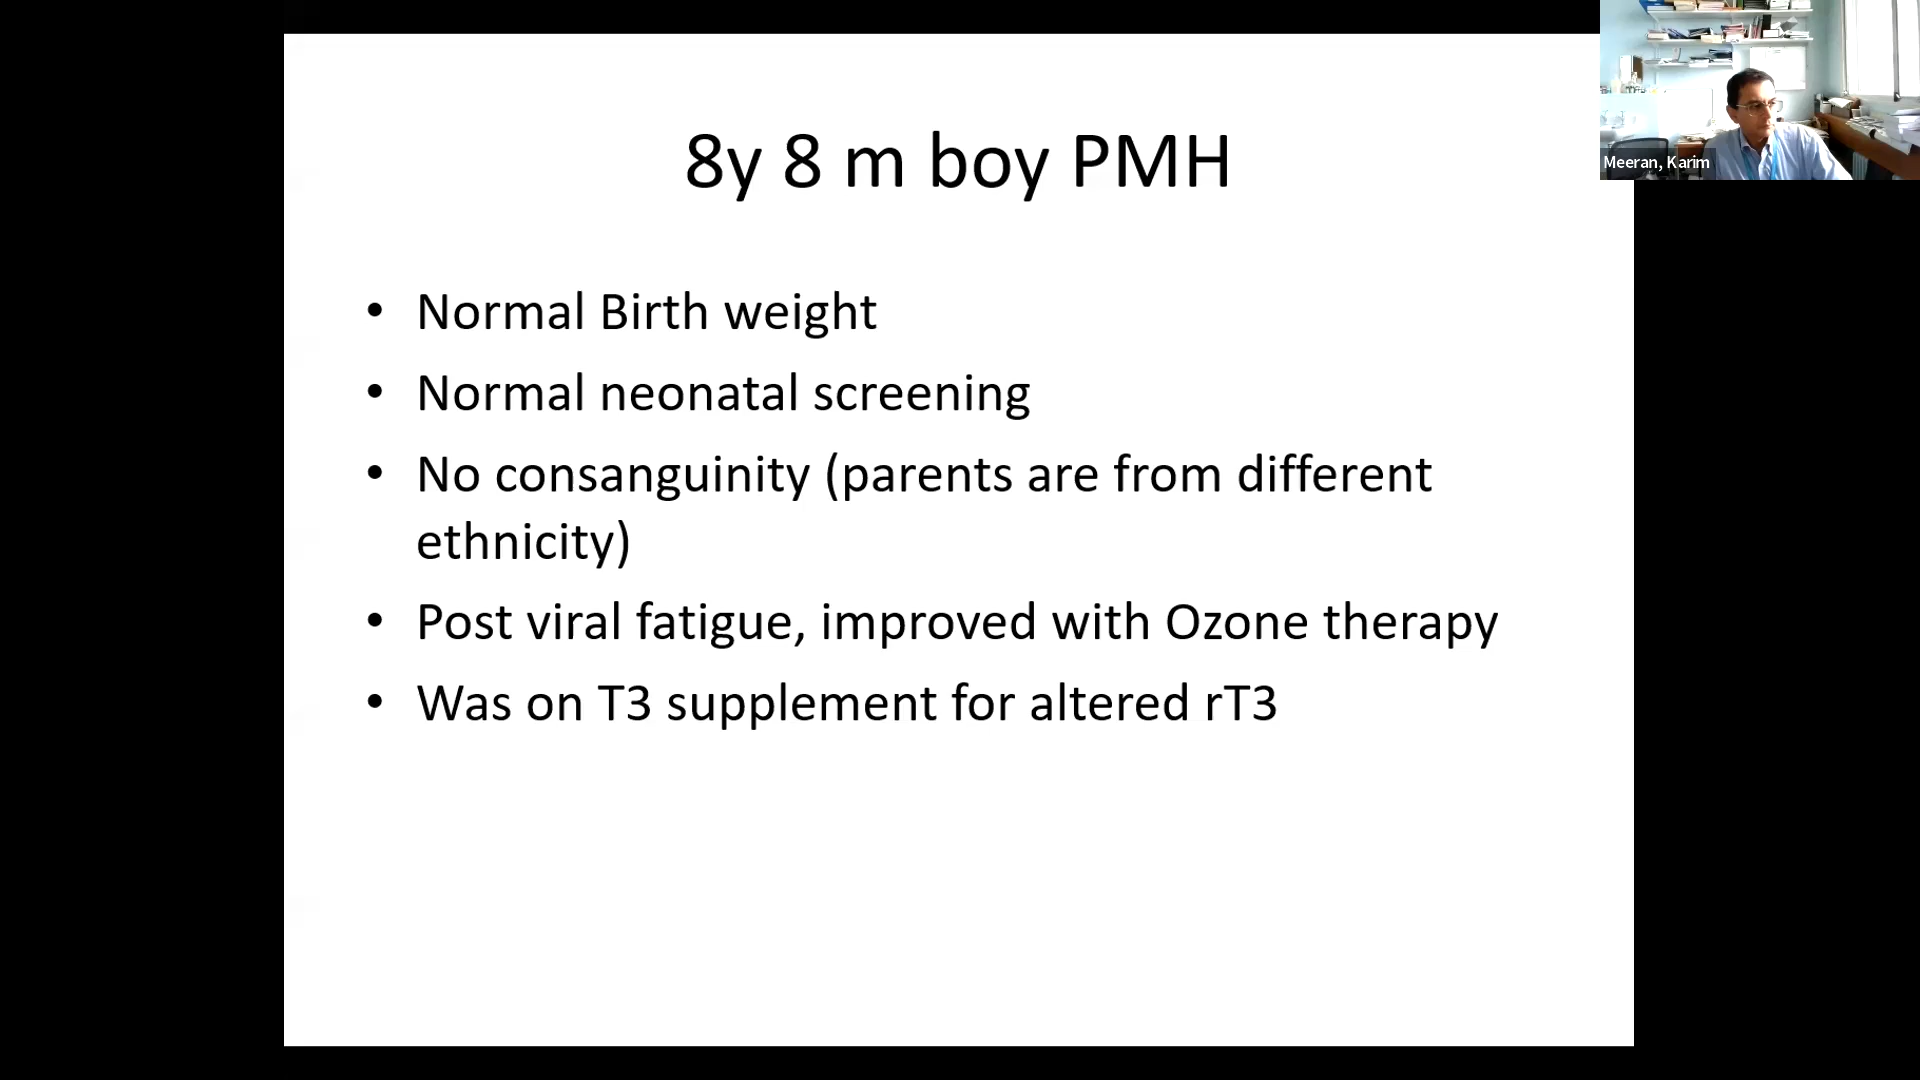 8y 8 m boy PMH
• Normal Birth weight
• Normal neonatal screening
• No consanguinity (parents are from different
ethnicity)
• Post viral fatigue, improved with Ozone therapy
• Was on T3 supplement for altered rT3
Meeran, Karim